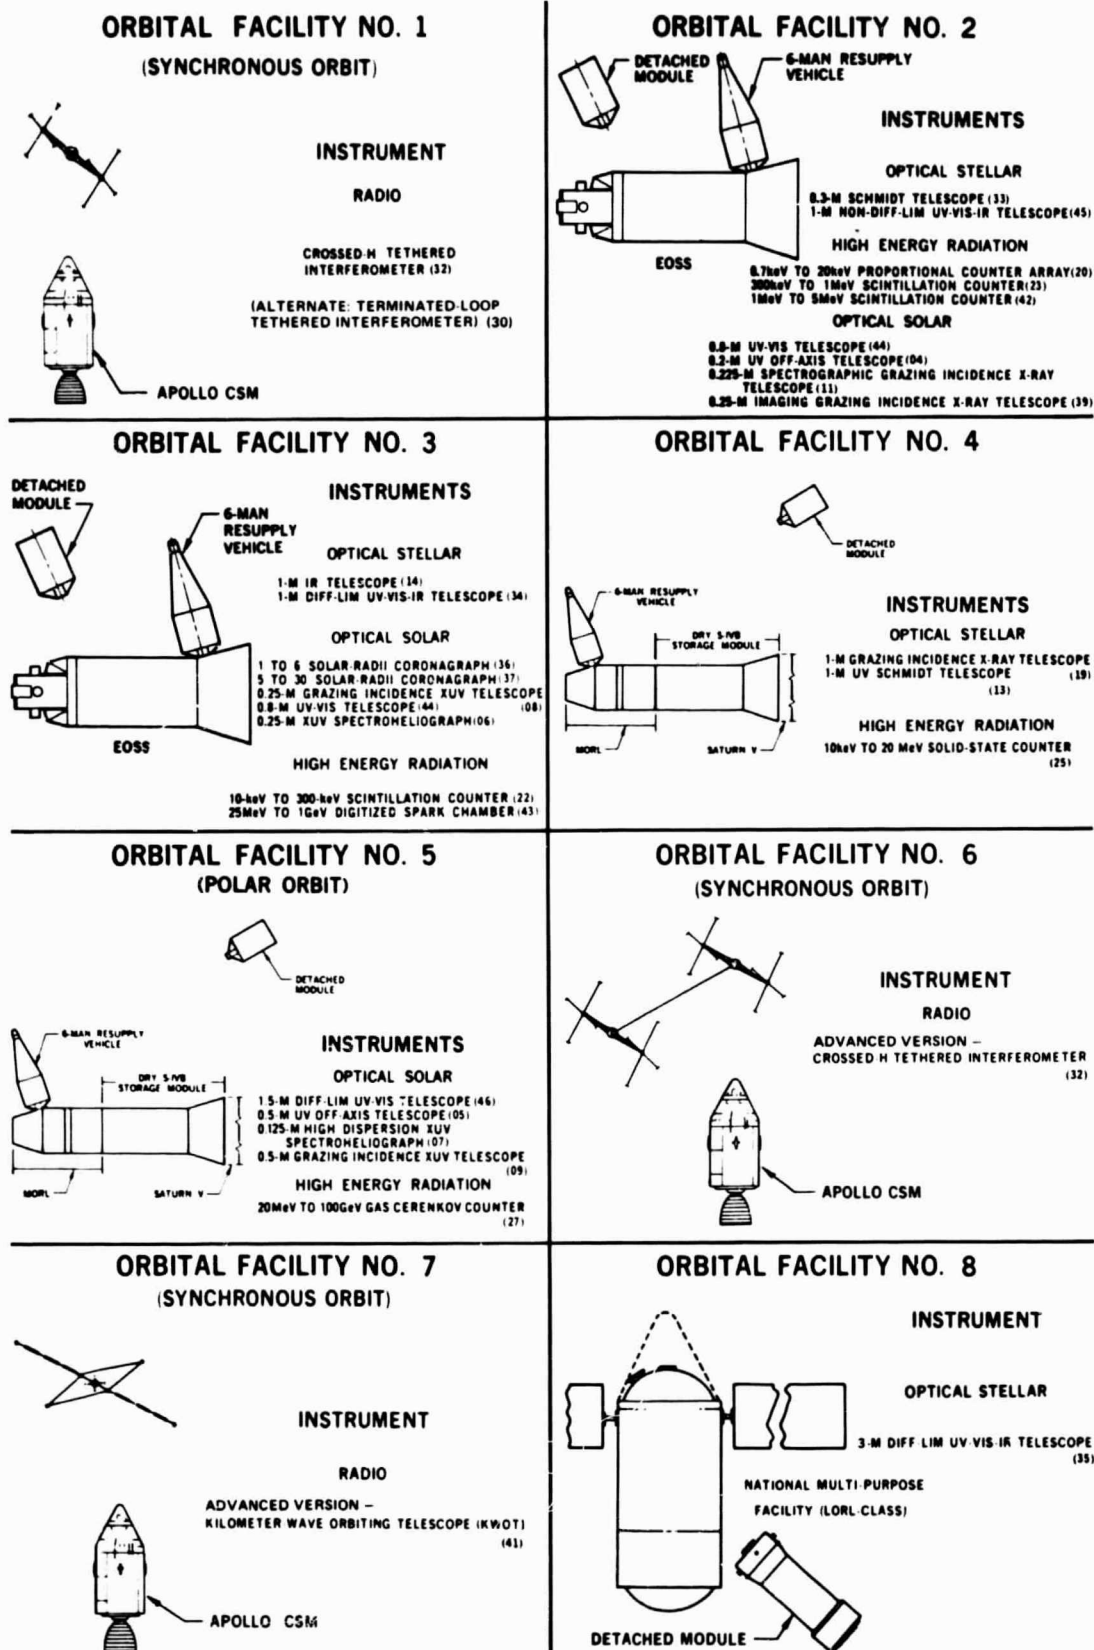 ORBITAL FACILITY NO. 1
(SYNCHRONOUS ORBIT)
INSTRUMENT
RADIO
CROSSED-H TETHERED
INTERFEROMETER (32)
(ALTERNATE: TERMINATED-LOOP
TETHERED INTERFEROMETER) (30)
APOLLO CSM
ORBITAL FACILITY NO. 2
DETACHED
MODULE
6-MAN RESUPPLY
VEHICLE
INSTRUMENTS
OPTICAL STELLAR
0.3-M SCHMIDT TELESCOPE (33)
1-M NON-DIFF-LIM UV-VIS-IR TELESCOPE (45)
EOSS
HIGH ENERGY RADIATION
0.7keV TO 20keV PROPORTIONAL COUNTER ARRAY (20)
300keV TO 1MeV SCINTILLATION COUNTER (23)
1MeV TO 5MeV SCINTILLATION COUNTER (42)
OPTICAL SOLAR
0.8-M UV-VIS TELESCOPE (44)
0.2-M UV OFF-AXIS TELESCOPE (04)
0.225-M SPECTROGRAPHIC GRAZING INCIDENCE X-RAY
TELESCOPE (11)
0.25-M IMAGING GRAZING INCIDENCE X-RAY TELESCOPE (39)
ORBITAL FACILITY NO. 3
DETACHED
MODULE
6-MAN
RESUPPLY
VEHICLE
INSTRUMENTS
OPTICAL STELLAR
1-M IR TELESCOPE (14)
1-M DIFF-LIM UV-VIS-IR TELESCOPE (34)
OPTICAL SOLAR
1 TO 6 SOLAR-RADII CORONAGRAPH (36)
5 TO 30 SOLAR-RADII CORONAGRAPH (37)
0.25-M GRAZING INCIDENCE XUV TELESCOPE
(08)
0.8-M UV-VIS TELESCOPE (44)
0.25-M XUV SPECTROHELIOGRAPH (06)
EOSS
HIGH ENERGY RADIATION
10-keV TO 300-keV SCINTILLATION COUNTER (22)
25MeV TO 1GeV DIGITIZED SPARK CHAMBER (43)
ORBITAL FACILITY NO. 4
DETACHED
MODULE
6-MAN RESUPPLY
VEHICLE
DRY S-IVB
STORAGE MODULE
MORL
SATURN V
INSTRUMENTS
OPTICAL STELLAR
1-M GRAZING INCIDENCE X-RAY TELESCOPE
(19)
1-M UV SCHMIDT TELESCOPE
(13)
HIGH ENERGY RADIATION
10keV TO 20 MeV SOLID-STATE COUNTER
(25)
ORBITAL FACILITY NO. 5
(POLAR ORBIT)
DETACHED
MODULE
6-MAN RESUPPLY
VEHICLE
DRY S-IVB
STORAGE MODULE
MORL
SATURN V
INSTRUMENTS
OPTICAL SOLAR
1.5-M DIFF-LIM UV-VIS TELESCOPE (46)
0.5-M UV OFF-AXIS TELESCOPE (05)
0.125-M HIGH DISPERSION XUV
SPECTROHELIOGRAPH (07)
0.5-M GRAZING INCIDENCE XUV TELESCOPE
(09)
HIGH ENERGY RADIATION
20MeV TO 100GeV GAS CERENKOV COUNTER
(27)
ORBITAL FACILITY NO. 6
(SYNCHRONOUS ORBIT)
INSTRUMENT
RADIO
ADVANCED VERSION –
CROSSED H TETHERED INTERFEROMETER
(32)
APOLLO CSM
ORBITAL FACILITY NO. 7
(SYNCHRONOUS ORBIT)
INSTRUMENT
RADIO
ADVANCED VERSION –
KILOMETER WAVE ORBITING TELESCOPE (KWOT)
(41)
APOLLO CSM
ORBITAL FACILITY NO. 8
INSTRUMENT
OPTICAL STELLAR
3-M DIFF LIM UV-VIS-IR TELESCOPE
(35)
NATIONAL MULTI-PURPOSE
FACILITY (LORL-CLASS)
DETACHED MODULE